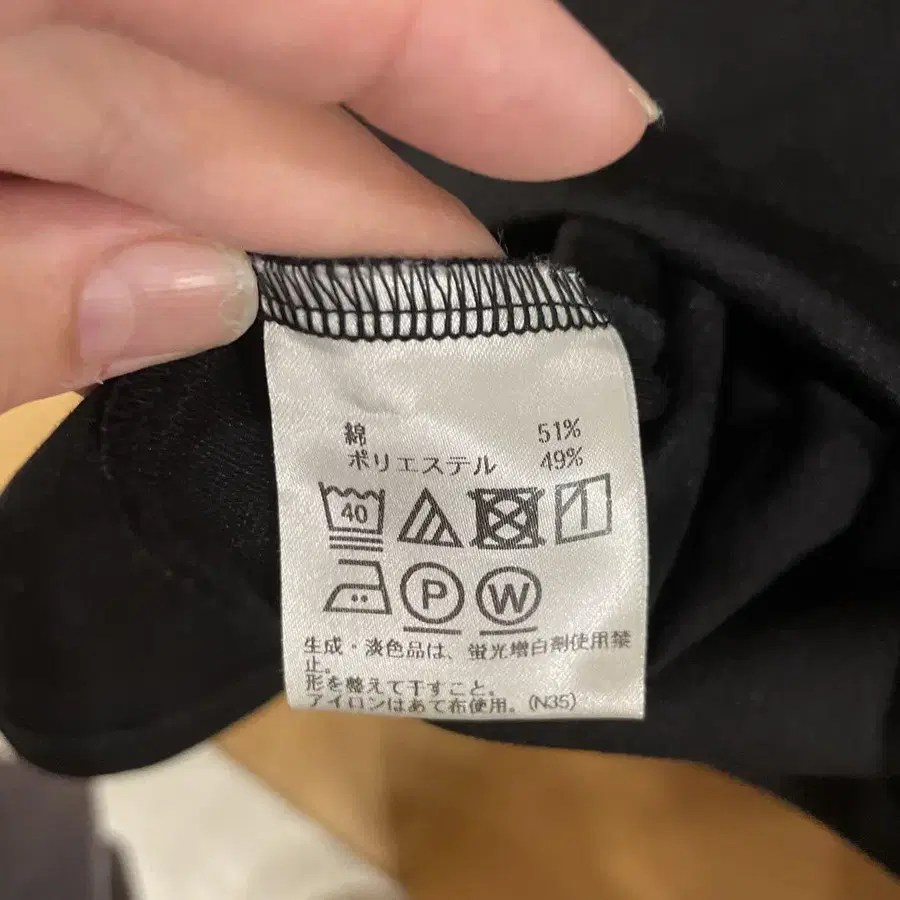 綿 51%
ポリエステル 49%
40
P W
生成・淡色品は、蛍光増白剤使用禁
止。
形を整えて干すこと。
アイロンはあて布使用。(N35)